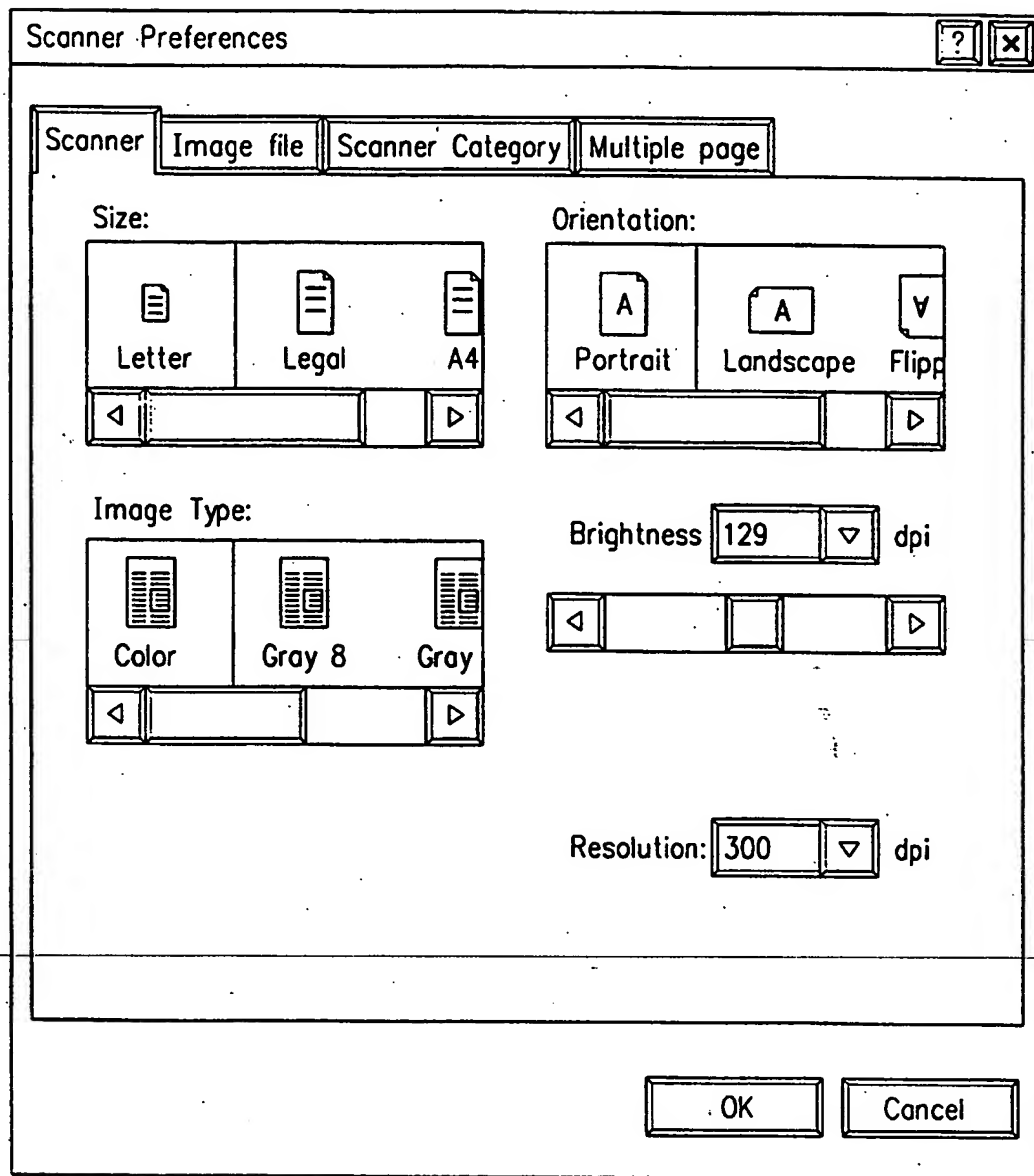 Scanner Preferences ? ×
Scanner Image file Scanner Category Multiple page
Size:
Letter Legal A4
Orientation:
A A A
Portrait Landscape Flipp
Image Type:
Color Gray 8 Gray
Brightness 129 dpi
Resolution: 300 dpi
OK Cancel